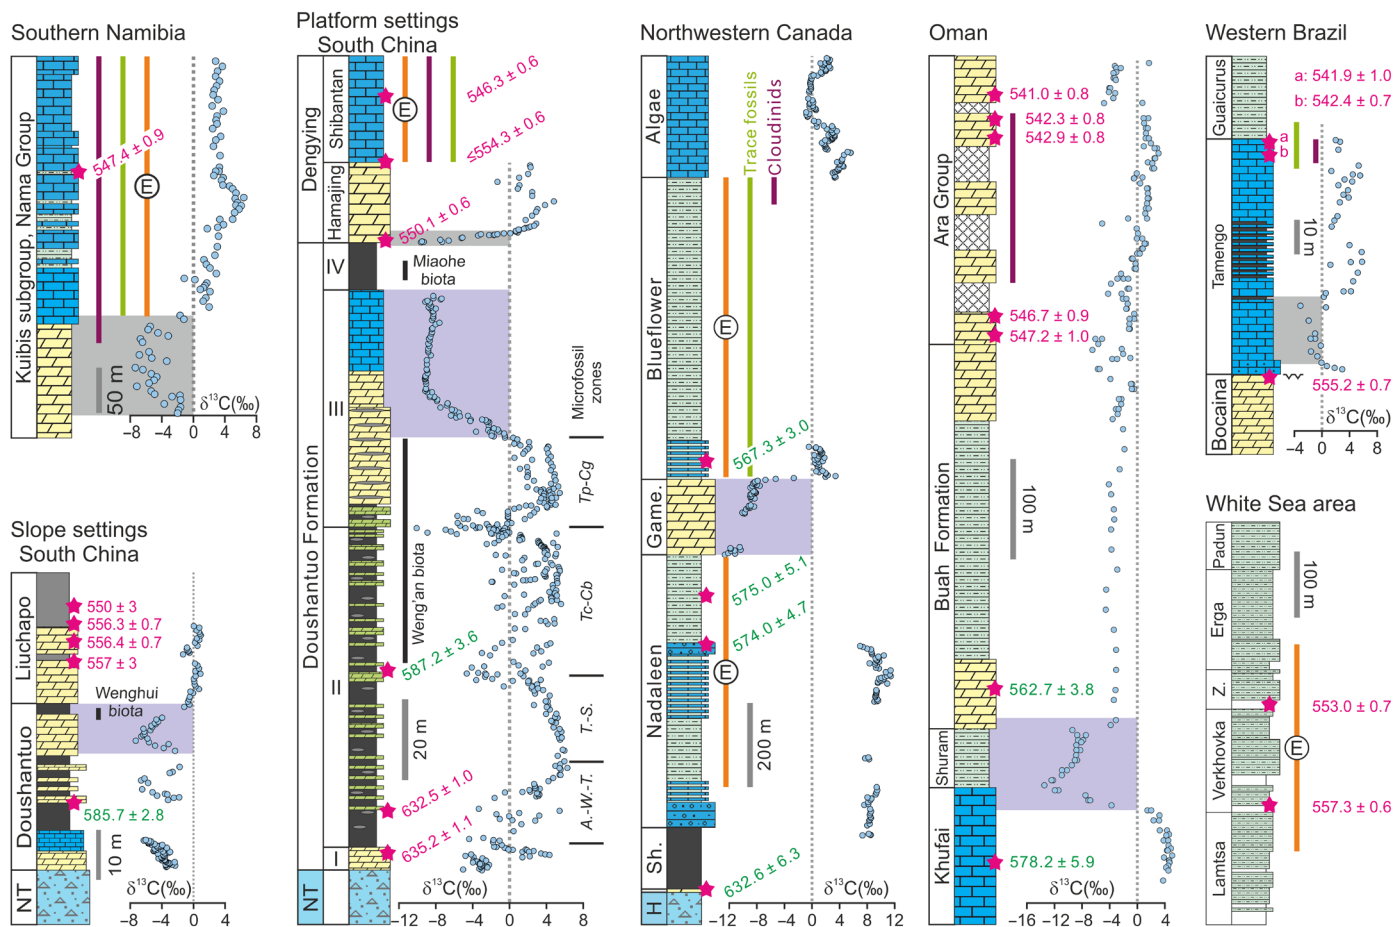 Southern Namibia
Kuibis subgroup, Nama Group
547.4 ± 0.9
E
50 m
δ13C(‰)
−8 −4 0 4 8
Slope settings
South China
Liuchapo
Doushantuo
NT
550 ± 3
556.3 ± 0.7
556.4 ± 0.7
557 ± 3
Wenghui
biota
585.7 ± 2.8
10 m
δ13C(‰)
−4 0 4
Platform settings
South China
Dengying
Shibantan
Hamajing
Doushantuo Formation
IV
III
II
I
NT
E
546.3 ± 0.6
≤554.3 ± 0.6
550.1 ± 0.6
Miaohe
biota
Weng'an biota
587.2 ± 3.6
20 m
632.5 ± 1.0
635.2 ± 1.1
Microfossil
zones
Tp-Cg
Tc-Cb
T.-S.
A.-W.-T.
δ13C(‰)
−12 −8 −4 0 4 8
Northwestern Canada
Algae
Blueflower
Game.
Nadaleen
Sh.
H
Trace fossils
Cloudinids
E
567.3 ± 3.0
575.0 ± 5.1
574.0 ± 4.7
E
200 m
632.6 ± 6.3
δ13C(‰)
−12 −8 −4 0 4 8 12
Oman
Ara Group
Buah Formation
Shuram
Khufai
541.0 ± 0.8
542.3 ± 0.8
542.9 ± 0.8
546.7 ± 0.9
547.2 ± 1.0
100 m
562.7 ± 3.8
578.2 ± 5.9
δ13C(‰)
−16 −12 −8 −4 0 4
Western Brazil
Guaicurus
Tamengo
Bocaina
a: 541.9 ± 1.0
b: 542.4 ± 0.7
a
b
10 m
555.2 ± 0.7
δ13C(‰)
−4 0 4 8
White Sea area
Padun
Erga
Z.
Verkhovka
Lamtsa
100 m
553.0 ± 0.7
E
557.3 ± 0.6